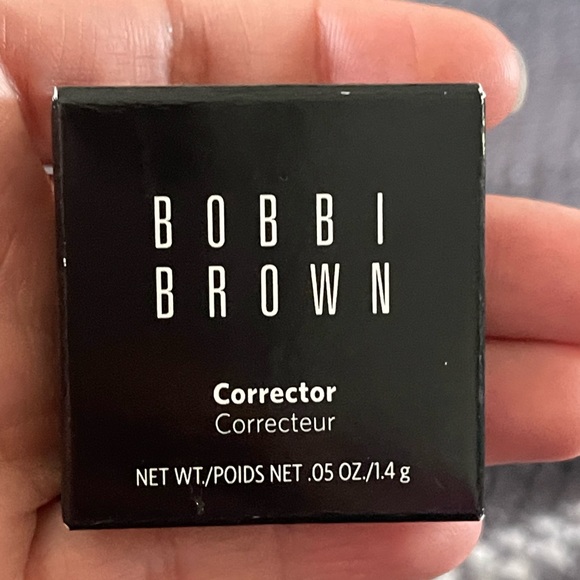 BOBBI
BROWN
Corrector
Correcteur
NET WT./POIDS NET .05 OZ./1.4 g